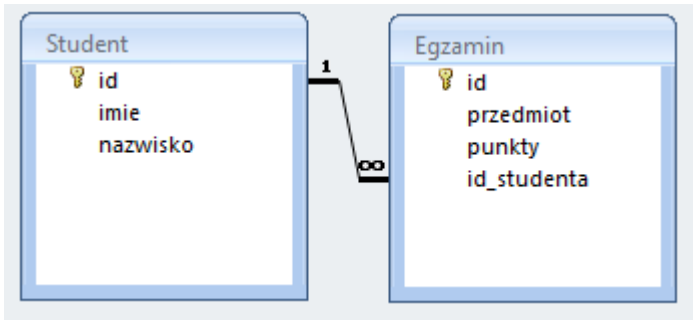 Student
id
imie
nazwisko
1
∞
Egzamin
id
przedmiot
punkty
id_studenta